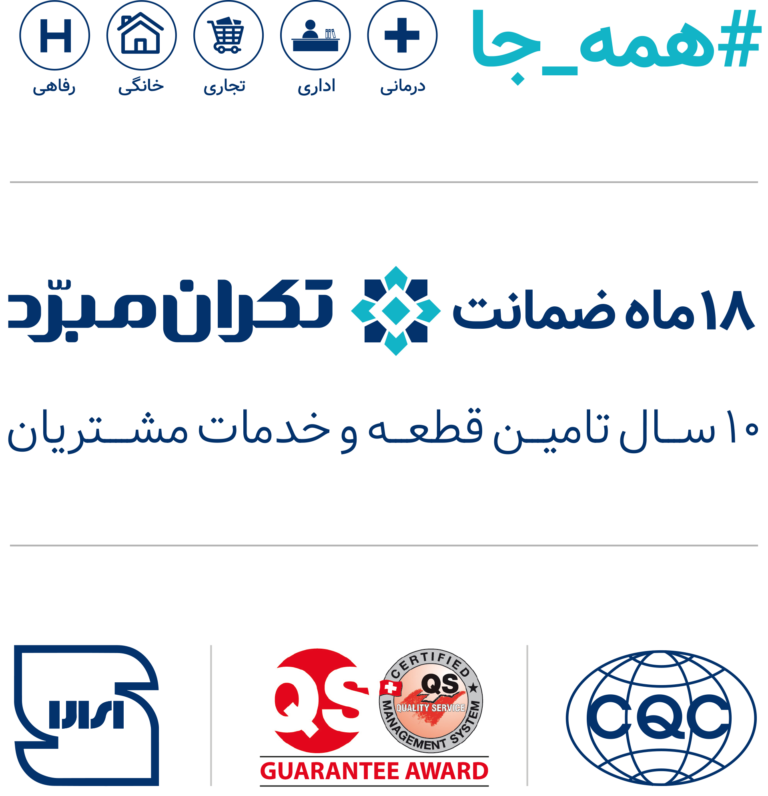 #همه_جا
درمانی اداری تجاری خانگی رفاهی
۱۸ ماه ضمانت تکران مبرّد
۱۰ سال تامین قطعه و خدمات مشتریان
ایران
QS
CERTIFIED
QS
QUALITY SERVICE
MANAGEMENT SYSTEM
GUARANTEE AWARD
CQC